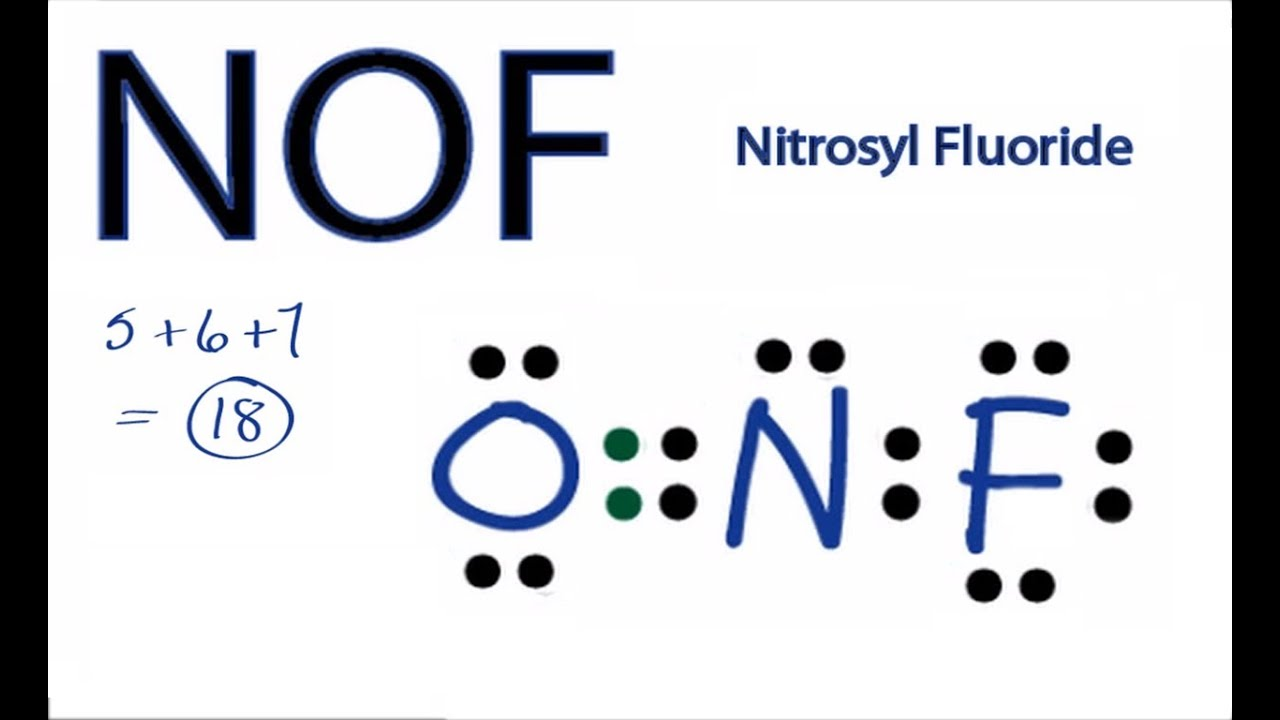 NOF
Nitrosyl Fluoride
5+6+7
= 18
O N F